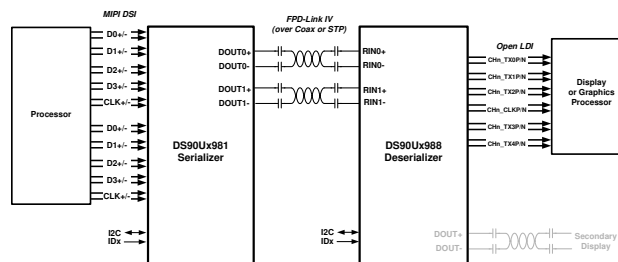 MIPI DSI
FPD-Link IV
(over Coax or STP)
Open LDI
Processor
D0+/-
D1+/-
D2+/-
D3+/-
CLK+/-
D0+/-
D1+/-
D2+/-
D3+/-
CLK+/-
I2C
IDx
DS90Ux981
Serializer
DOUT0+
DOUT0-
DOUT1+
DOUT1-
RIN0+
RIN0-
RIN1+
RIN1-
DS90Ux988
Deserializer
I2C
IDx
DOUT+
DOUT-
CHn_TX0P/N
CHn_TX1P/N
CHn_TX2P/N
CHn_CLKP/N
CHn_TX3P/N
CHn_TX4P/N
Display
or Graphics
Processor
Secondary
Display